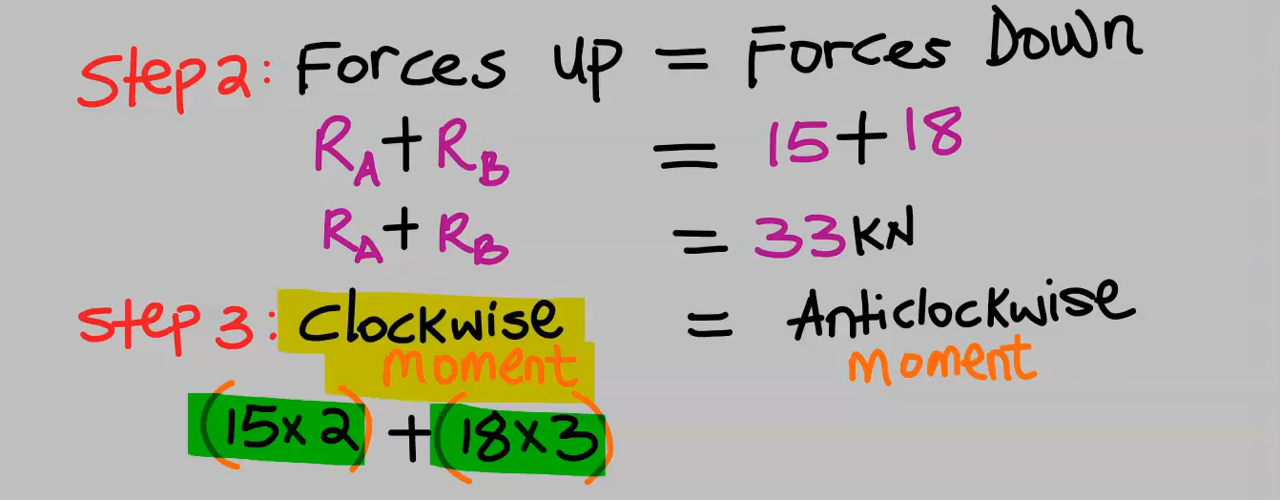 Step 2: Forces up = Forces Down
RA + RB = 15 + 18
RA + RB = 33 KN
Step 3: Clockwise = Anticlockwise
moment moment
(15 x 2) + (18 x 3)